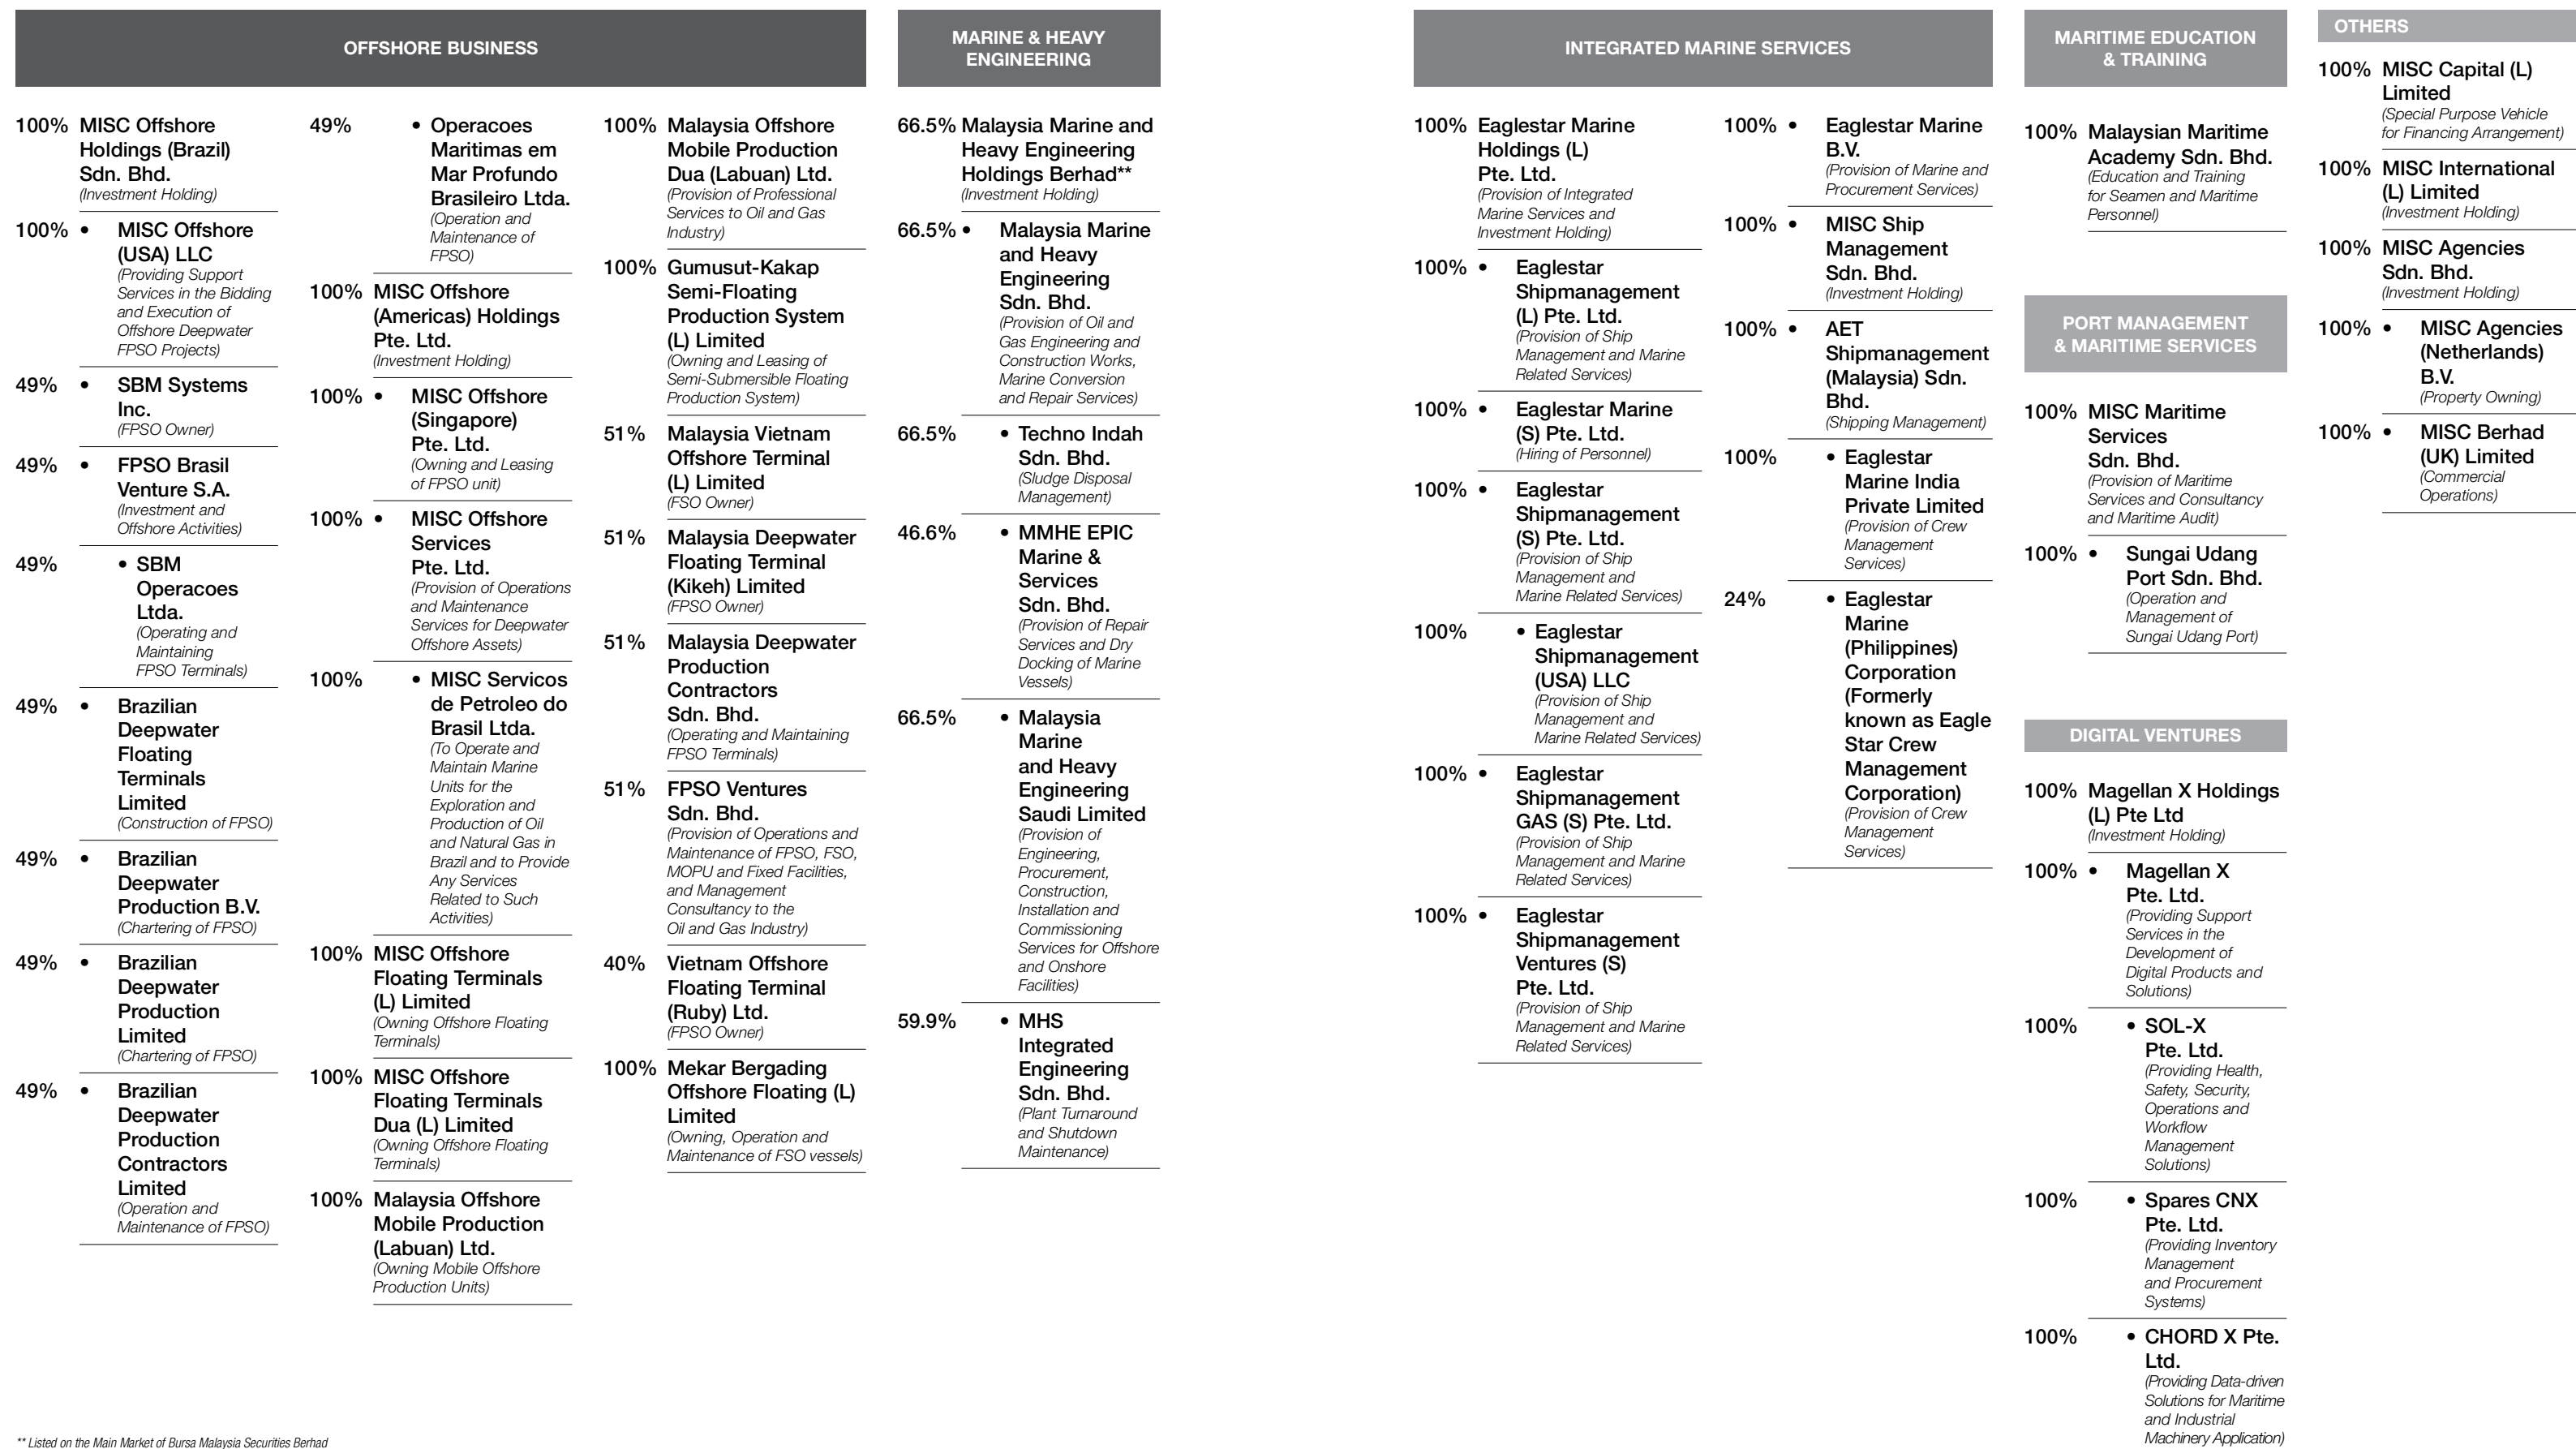 OFFSHORE BUSINESS
100% MISC Offshore
Holdings (Brazil)
Sdn. Bhd.
(Investment Holding)
100% • MISC Offshore
(USA) LLC
(Providing Support
Services in the Bidding
and Execution of
Offshore Deepwater
FPSO Projects)
49% • SBM Systems
Inc.
(FPSO Owner)
49% • FPSO Brasil
Venture S.A.
(Investment and
Offshore Activities)
49% • SBM
Operacoes
Ltda.
(Operating and
Maintaining
FPSO Terminals)
49% • Brazilian
Deepwater
Floating
Terminals
Limited
(Construction of FPSO)
49% • Brazilian
Deepwater
Production B.V.
(Chartering of FPSO)
49% • Brazilian
Deepwater
Production
Limited
(Chartering of FPSO)
49% • Brazilian
Deepwater
Production
Contractors
Limited
(Operation and
Maintenance of FPSO)
49% • Operacoes
Maritimas em
Mar Profundo
Brasileiro Ltda.
(Operation and
Maintenance of
FPSO)
100% MISC Offshore
(Americas) Holdings
Pte. Ltd.
(Investment Holding)
100% • MISC Offshore
(Singapore)
Pte. Ltd.
(Owning and Leasing
of FPSO unit)
100% • MISC Offshore
Services
Pte. Ltd.
(Provision of Operations
and Maintenance
Services for Deepwater
Offshore Assets)
100% • MISC Servicos
de Petroleo do
Brasil Ltda.
(To Operate and
Maintain Marine
Units for the
Exploration and
Production of Oil
and Natural Gas in
Brazil and to Provide
Any Services
Related to Such
Activities)
100% MISC Offshore
Floating Terminals
(L) Limited
(Owning Offshore Floating
Terminals)
100% MISC Offshore
Floating Terminals
Dua (L) Limited
(Owning Offshore Floating
Terminals)
100% Malaysia Offshore
Mobile Production
(Labuan) Ltd.
(Owning Mobile Offshore
Production Units)
100% Malaysia Offshore
Mobile Production
Dua (Labuan) Ltd.
(Provision of Professional
Services to Oil and Gas
Industry)
100% Gumusut-Kakap
Semi-Floating
Production System
(L) Limited
(Owning and Leasing of
Semi-Submersible Floating
Production System)
51% Malaysia Vietnam
Offshore Terminal
(L) Limited
(FSO Owner)
51% Malaysia Deepwater
Floating Terminal
(Kikeh) Limited
(FPSO Owner)
51% Malaysia Deepwater
Production
Contractors
Sdn. Bhd.
(Operating and Maintaining
FPSO Terminals)
51% FPSO Ventures
Sdn. Bhd.
(Provision of Operations and
Maintenance of FPSO, FSO,
MOPU and Fixed Facilities,
and Management
Consultancy to the
Oil and Gas Industry)
40% Vietnam Offshore
Floating Terminal
(Ruby) Ltd.
(FPSO Owner)
100% Mekar Bergading
Offshore Floating (L)
Limited
(Owning, Operation and
Maintenance of FSO vessels)
MARINE & HEAVY
ENGINEERING
66.5% Malaysia Marine and
Heavy Engineering
Holdings Berhad**
(Investment Holding)
66.5% • Malaysia Marine
and Heavy
Engineering
Sdn. Bhd.
(Provision of Oil and
Gas Engineering and
Construction Works,
Marine Conversion
and Repair Services)
66.5% • Techno Indah
Sdn. Bhd.
(Sludge Disposal
Management)
46.6% • MMHE EPIC
Marine &
Services
Sdn. Bhd.
(Provision of Repair
Services and Dry
Docking of Marine
Vessels)
66.5% • Malaysia
Marine
and Heavy
Engineering
Saudi Limited
(Provision of
Engineering,
Procurement,
Construction,
Installation and
Commissioning
Services for Offshore
and Onshore
Facilities)
59.9% • MHS
Integrated
Engineering
Sdn. Bhd.
(Plant Turnaround
and Shutdown
Maintenance)
INTEGRATED MARINE SERVICES
100% Eaglestar Marine
Holdings (L)
Pte. Ltd.
(Provision of Integrated
Marine Services and
Investment Holding)
100% • Eaglestar
Shipmanagement
(L) Pte. Ltd.
(Provision of Ship
Management and Marine
Related Services)
100% • Eaglestar Marine
(S) Pte. Ltd.
(Hiring of Personnel)
100% • Eaglestar
Shipmanagement
(S) Pte. Ltd.
(Provision of Ship
Management and
Marine Related Services)
100% • Eaglestar
Shipmanagement
(USA) LLC
(Provision of Ship
Management and
Marine Related Services)
100% • Eaglestar
Shipmanagement
GAS (S) Pte. Ltd.
(Provision of Ship
Management and Marine
Related Services)
100% • Eaglestar
Shipmanagement
Ventures (S)
Pte. Ltd.
(Provision of Ship
Management and Marine
Related Services)
100% • Eaglestar Marine
B.V.
(Provision of Marine and
Procurement Services)
100% • MISC Ship
Management
Sdn. Bhd.
(Investment Holding)
100% • AET
Shipmanagement
(Malaysia) Sdn.
Bhd.
(Shipping Management)
100% • Eaglestar
Marine India
Private Limited
(Provision of Crew
Management
Services)
24% • Eaglestar
Marine
(Philippines)
Corporation
(Formerly
known as Eagle
Star Crew
Management
Corporation)
(Provision of Crew
Management
Services)
MARITIME EDUCATION
& TRAINING
100% Malaysian Maritime
Academy Sdn. Bhd.
(Education and Training
for Seamen and Maritime
Personnel)
PORT MANAGEMENT
& MARITIME SERVICES
100% MISC Maritime
Services
Sdn. Bhd.
(Provision of Maritime
Services and Consultancy
and Maritime Audit)
100% • Sungai Udang
Port Sdn. Bhd.
(Operation and
Management of
Sungai Udang Port)
DIGITAL VENTURES
100% Magellan X Holdings
(L) Pte Ltd
(Investment Holding)
100% • Magellan X
Pte. Ltd.
(Providing Support
Services in the
Development of
Digital Products and
Solutions)
100% • SOL-X
Pte. Ltd.
(Providing Health,
Safety, Security,
Operations and
Workflow
Management
Solutions)
100% • Spares CNX
Pte. Ltd.
(Providing Inventory
Management
and Procurement
Systems)
100% • CHORD X Pte.
Ltd.
(Providing Data-driven
Solutions for Maritime
and Industrial
Machinery Application)
OTHERS
100% MISC Capital (L)
Limited
(Special Purpose Vehicle
for Financing Arrangement)
100% MISC International
(L) Limited
(Investment Holding)
100% MISC Agencies
Sdn. Bhd.
(Investment Holding)
100% • MISC Agencies
(Netherlands)
B.V.
(Property Owning)
100% • MISC Berhad
(UK) Limited
(Commercial
Operations)
** Listed on the Main Market of Bursa Malaysia Securities Berhad